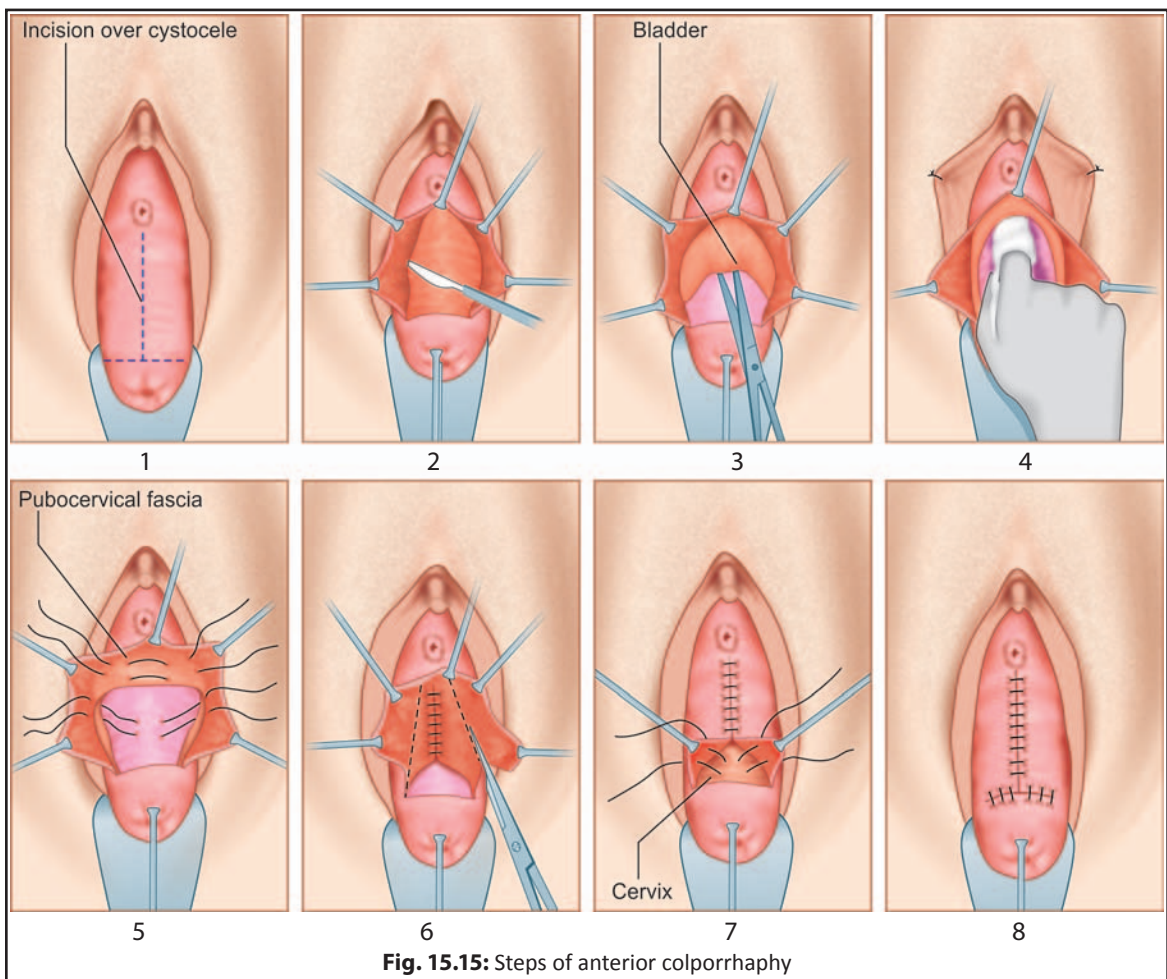 Incision over cystocele
Bladder
1
2
3
4
Pubocervical fascia
Cervix
5
6
7
8
Fig. 15.15: Steps of anterior colporrhaphy